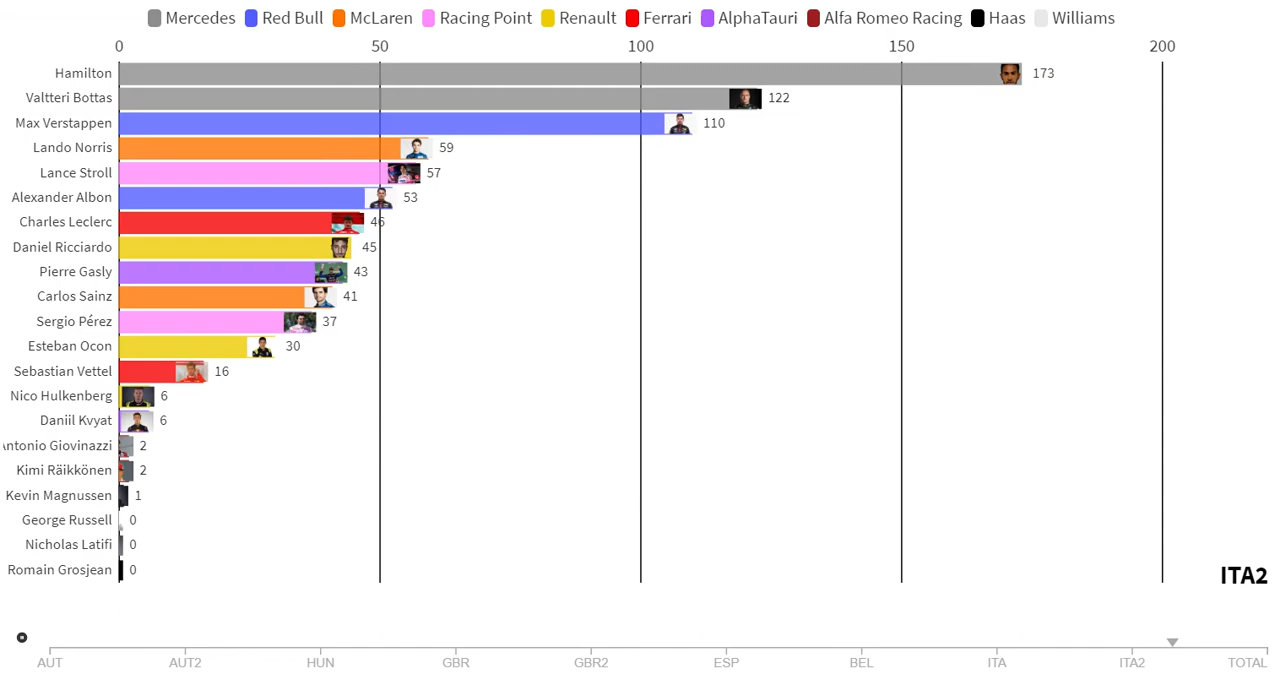 Mercedes Red Bull McLaren Racing Point Renault Ferrari AlphaTauri Alfa Romeo Racing Haas Williams
0 50 100 150 200
Hamilton 173
Valtteri Bottas 122
Max Verstappen 110
Lando Norris 59
Lance Stroll 57
Alexander Albon 53
Charles Leclerc 46
Daniel Ricciardo 45
Pierre Gasly 43
Carlos Sainz 41
Sergio Pérez 37
Esteban Ocon 30
Sebastian Vettel 16
Nico Hulkenberg 6
Daniil Kvyat 6
Antonio Giovinazzi 2
Kimi Räikkönen 2
Kevin Magnussen 1
George Russell 0
Nicholas Latifi 0
Romain Grosjean 0
ITA2
AUT AUT2 HUN GBR GBR2 ESP BEL ITA ITA2 TOTAL